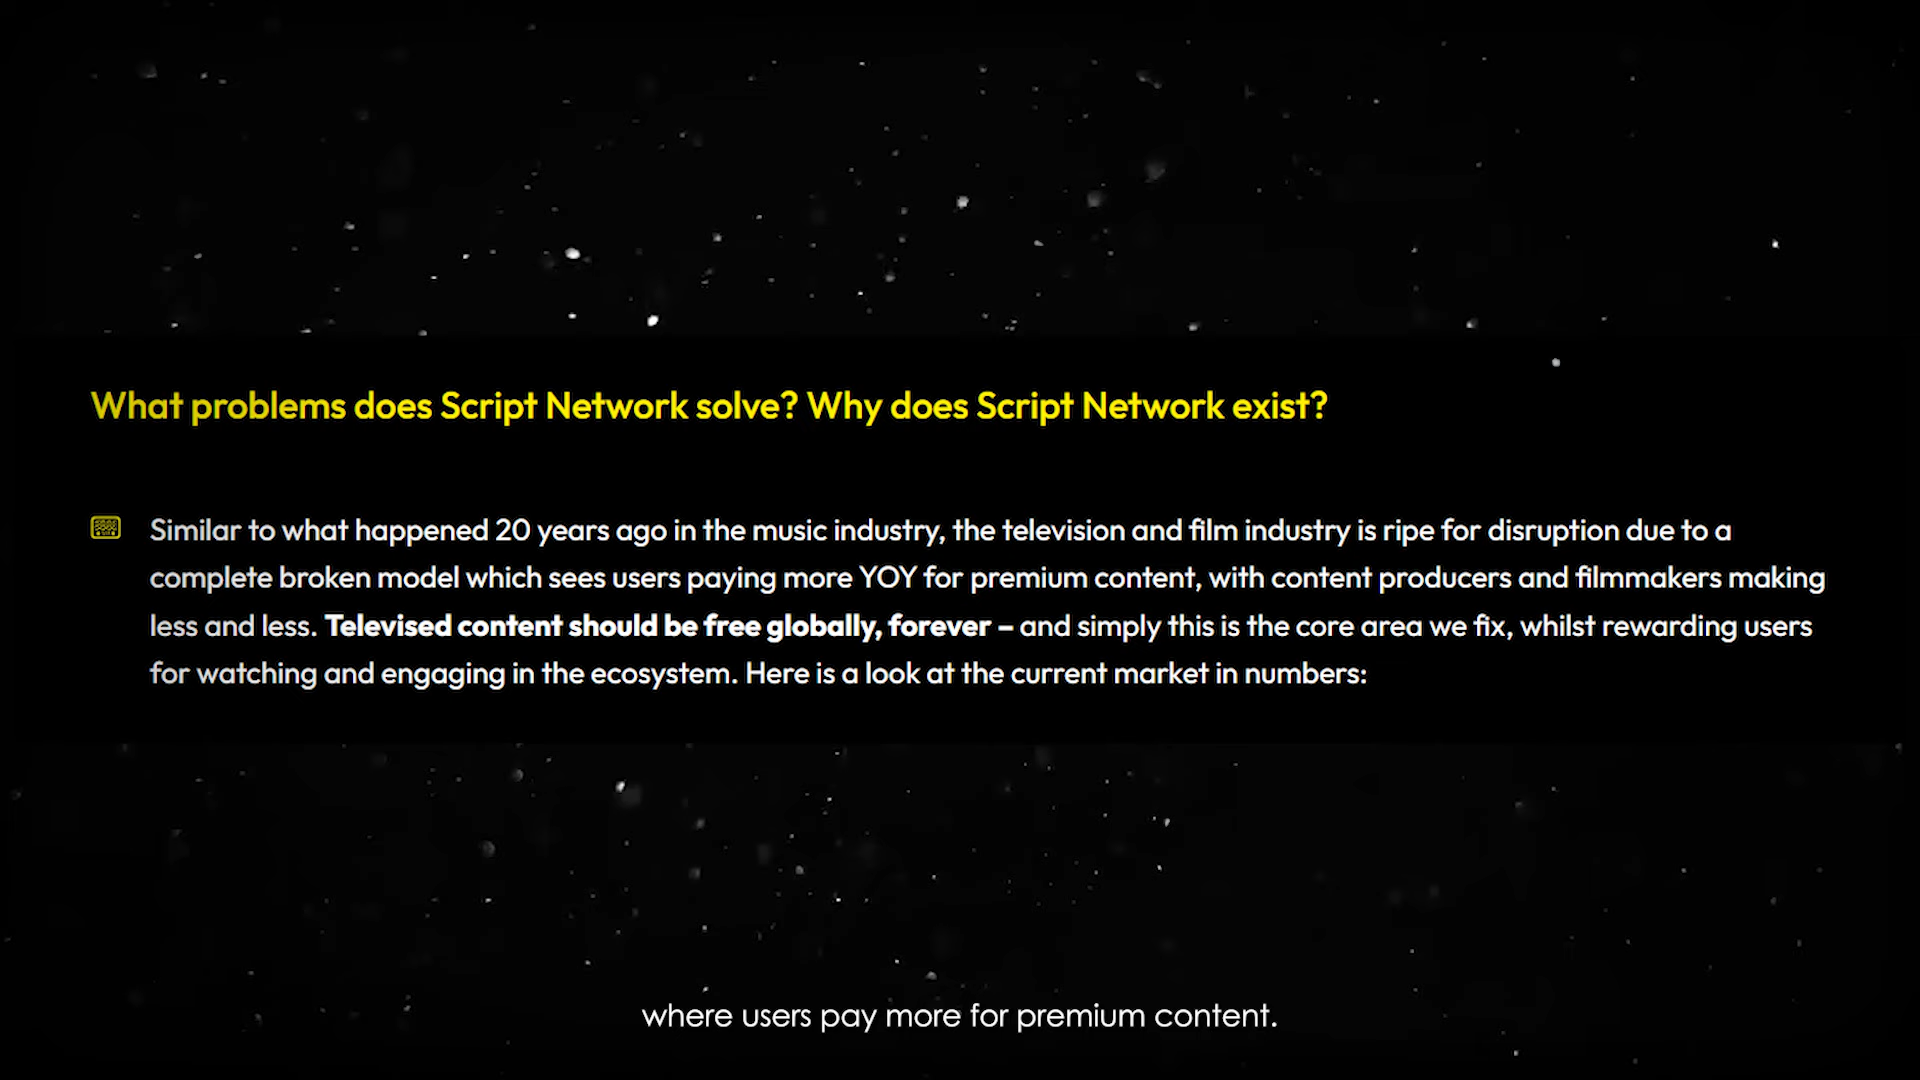 What problems does Script Network solve? Why does Script Network exist?
Similar to what happened 20 years ago in the music industry, the television and film industry is ripe for disruption due to a
complete broken model which sees users paying more YOY for premium content, with content producers and filmmakers making
less and less. Televised content should be free globally, forever – and simply this is the core area we fix, whilst rewarding users
for watching and engaging in the ecosystem. Here is a look at the current market in numbers:
where users pay more for premium content.